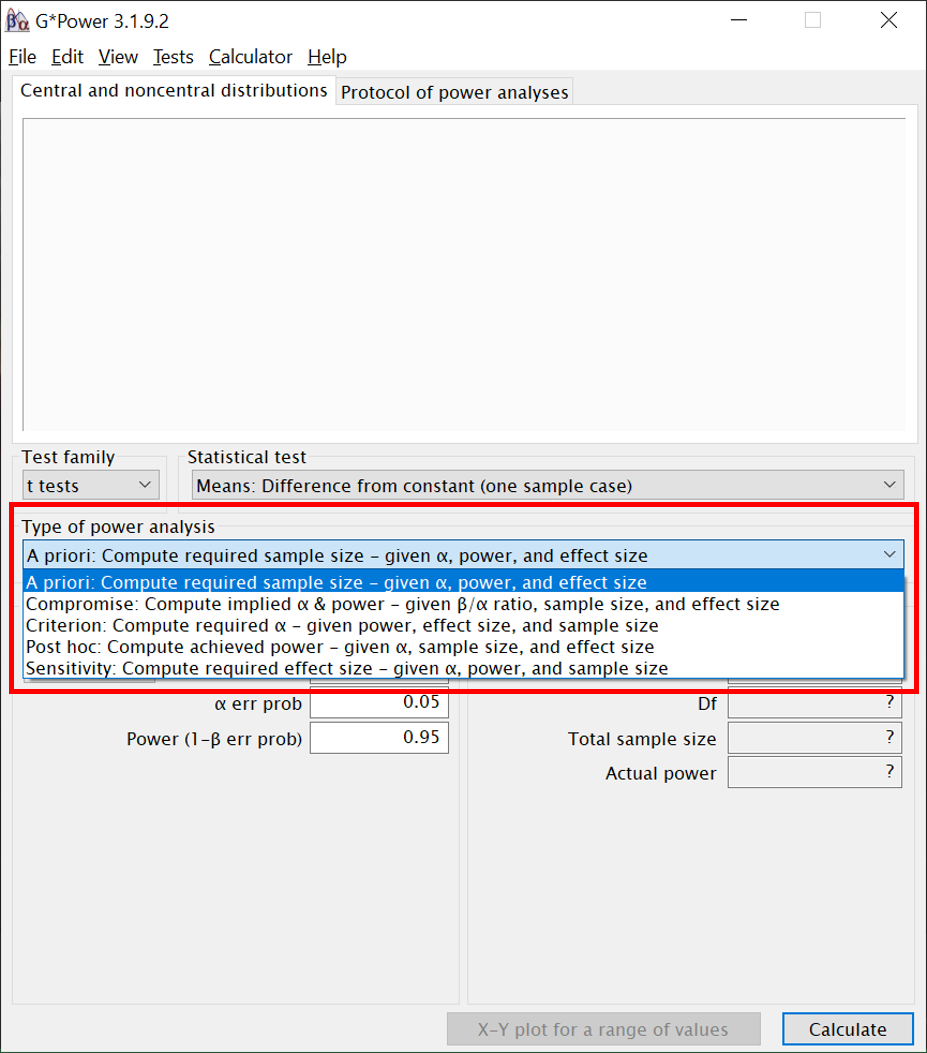 G*Power 3.1.9.2
File Edit View Tests Calculator Help
Central and noncentral distributions Protocol of power analyses
Test family Statistical test
t tests Means: Difference from constant (one sample case)
Type of power analysis
A priori: Compute required sample size – given α, power, and effect size
A priori: Compute required sample size – given α, power, and effect size
Compromise: Compute implied α & power – given β/α ratio, sample size, and effect size
Criterion: Compute required α – given power, effect size, and sample size
Post hoc: Compute achieved power – given α, sample size, and effect size
Sensitivity: Compute required effect size – given α, power, and sample size
α err prob 0.05 Df ?
Power (1-β err prob) 0.95 Total sample size ?
Actual power ?
X-Y plot for a range of values Calculate